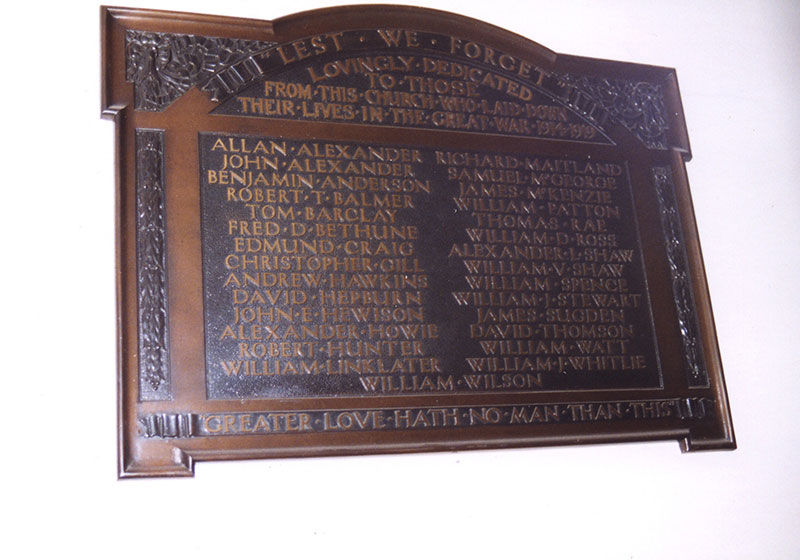 LEST · WE · FORGET
LOVINGLY · DEDICATED
TO · THOSE
FROM · THIS · CHURCH · WHO · LAID · DOWN
THEIR · LIVES · IN · THE · GREAT · WAR · 1914-1919
ALLAN · ALEXANDER
JOHN · ALEXANDER
BENJAMIN · ANDERSON
ROBERT · T · BALMER
TOM · BARCLAY
FRED · D · BETHUNE
EDMUND · CRAIG
CHRISTOPHER · GILL
ANDREW · HAWKINS
DAVID · HEPBURN
JOHN · E · HEWISON
ALEXANDER · HOWIE
ROBERT · HUNTER
WILLIAM · LINKLATER
RICHARD · MAITLAND
SAMUEL · McGEORGE
JAMES · McKENZIE
WILLIAM · PATTON
THOMAS · RAE
WILLIAM · D · ROSS
ALEXANDER · L · SHAW
WILLIAM · V · SHAW
WILLIAM · SPENCE
WILLIAM · J · STEWART
JAMES · SUGDEN
DAVID · THOMSON
WILLIAM · WATT
WILLIAM · J · WHITLIE
WILLIAM · WILSON
GREATER · LOVE · HATH · NO · MAN · THAN · THIS